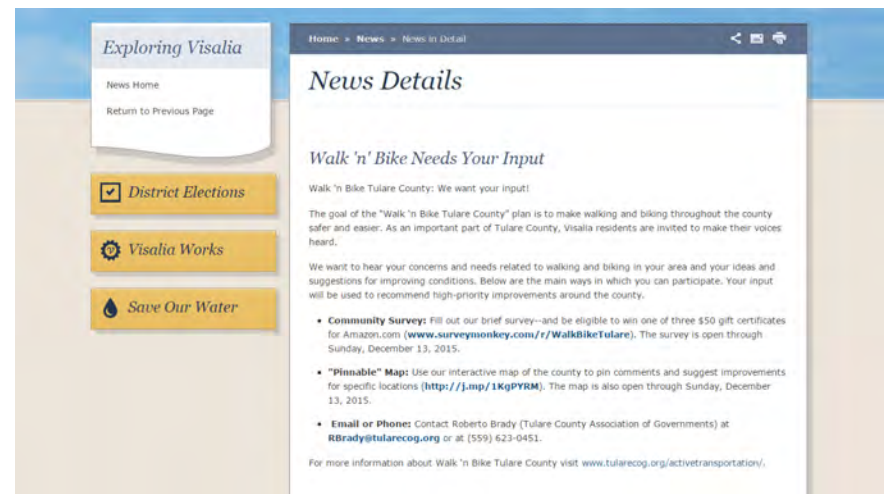 Exploring Visalia
News Home
Return to Previous Page
District Elections
Visalia Works
Save Our Water
Home » News » News in Detail
News Details
Walk 'n' Bike Needs Your Input
Walk 'n Bike Tulare County: We want your input!
The goal of the "Walk 'n Bike Tulare County" plan is to make walking and biking throughout the county
safer and easier. As an important part of Tulare County, Visalia residents are invited to make their voices
heard.
We want to hear your concerns and needs related to walking and biking in your area and your ideas and
suggestions for improving conditions. Below are the main ways in which you can participate. Your input
will be used to recommend high-priority improvements around the county.
• Community Survey: Fill out our brief survey--and be eligible to win one of three $50 gift certificates
for Amazon.com (www.surveymonkey.com/r/WalkBikeTulare). The survey is open through
Sunday, December 13, 2015.
• "Pinnable" Map: Use our interactive map of the county to pin comments and suggest improvements
for specific locations (http://j.mp/1KgPYRM). The map is also open through Sunday, December
13, 2015.
• Email or Phone: Contact Roberto Brady (Tulare County Association of Governments) at
RBrady@tularecog.org or at (559) 623-0451.
For more information about Walk 'n Bike Tulare County visit www.tularecog.org/activetransportation/.